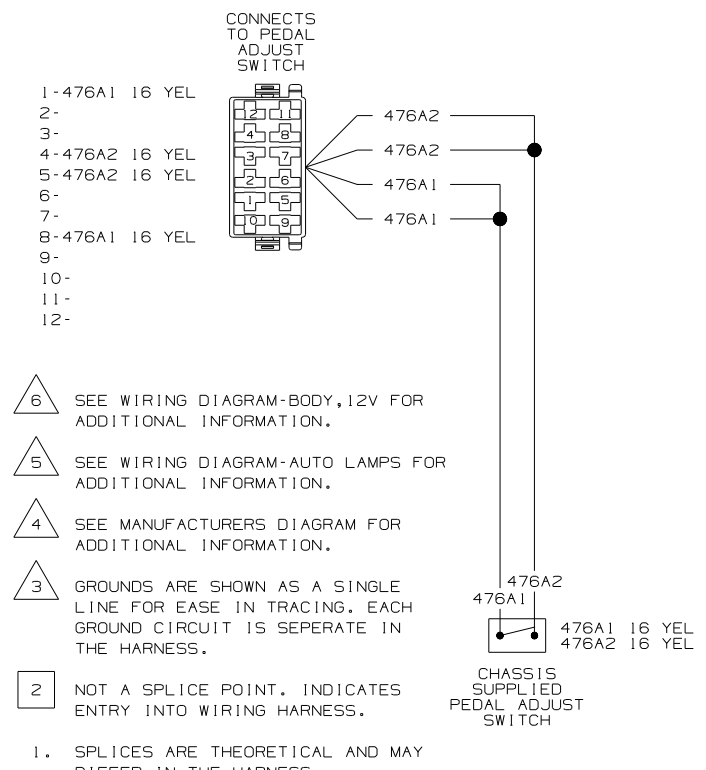 CONNECTS
TO PEDAL
ADJUST
SWITCH
1-476A1 16 YEL
2-
3-
4-476A2 16 YEL
5-476A2 16 YEL
6-
7-
8-476A1 16 YEL
9-
10-
11-
12-
12 11
4 8
3 7
2 6
1 5
10 9
476A2
476A2
476A1
476A1
6 SEE WIRING DIAGRAM-BODY,12V FOR
ADDITIONAL INFORMATION.
5 SEE WIRING DIAGRAM-AUTO LAMPS FOR
ADDITIONAL INFORMATION.
4 SEE MANUFACTURERS DIAGRAM FOR
ADDITIONAL INFORMATION.
3 GROUNDS ARE SHOWN AS A SINGLE
LINE FOR EASE IN TRACING. EACH
GROUND CIRCUIT IS SEPERATE IN
THE HARNESS.
2 NOT A SPLICE POINT. INDICATES
ENTRY INTO WIRING HARNESS.
1. SPLICES ARE THEORETICAL AND MAY
DIFFER IN THE HARNESS
476A2
476A1
476A1 16 YEL
476A2 16 YEL
CHASSIS
SUPPLIED
PEDAL ADJUST
SWITCH